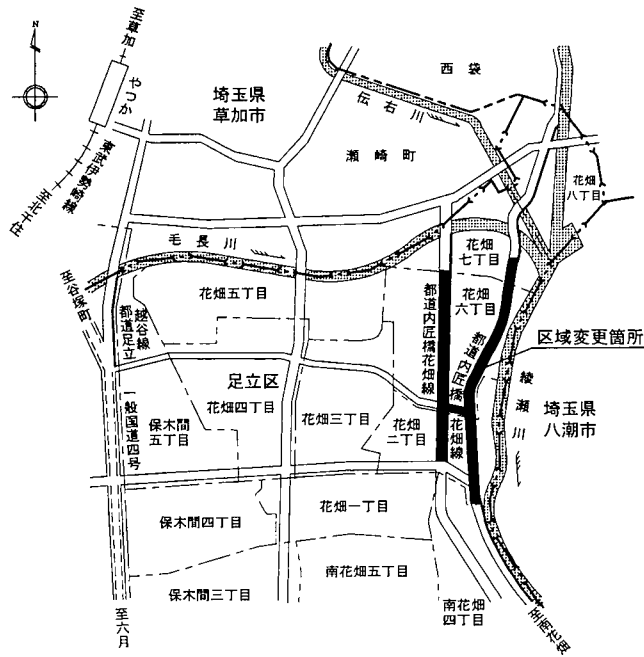 N
至草加
やつか
東武伊勢崎線
至北千住
埼玉県
草加市
西袋
伝右川
瀬崎町
花畑
八丁目
毛長川
花畑
七丁目
至谷塚町
花畑五丁目
都道内匠橋花畑線
花畑
六丁目
都道足立
越谷線
都道内匠橋
花畑線
区域変更箇所
足立区
一般国道四号
花畑四丁目
保木間
五丁目
花畑三丁目
花畑
二丁目
綾瀬川
埼玉県
八潮市
保木間四丁目
花畑一丁目
保木間三丁目
南花畑五丁目
南花畑
四丁目
至六月
至南花畑